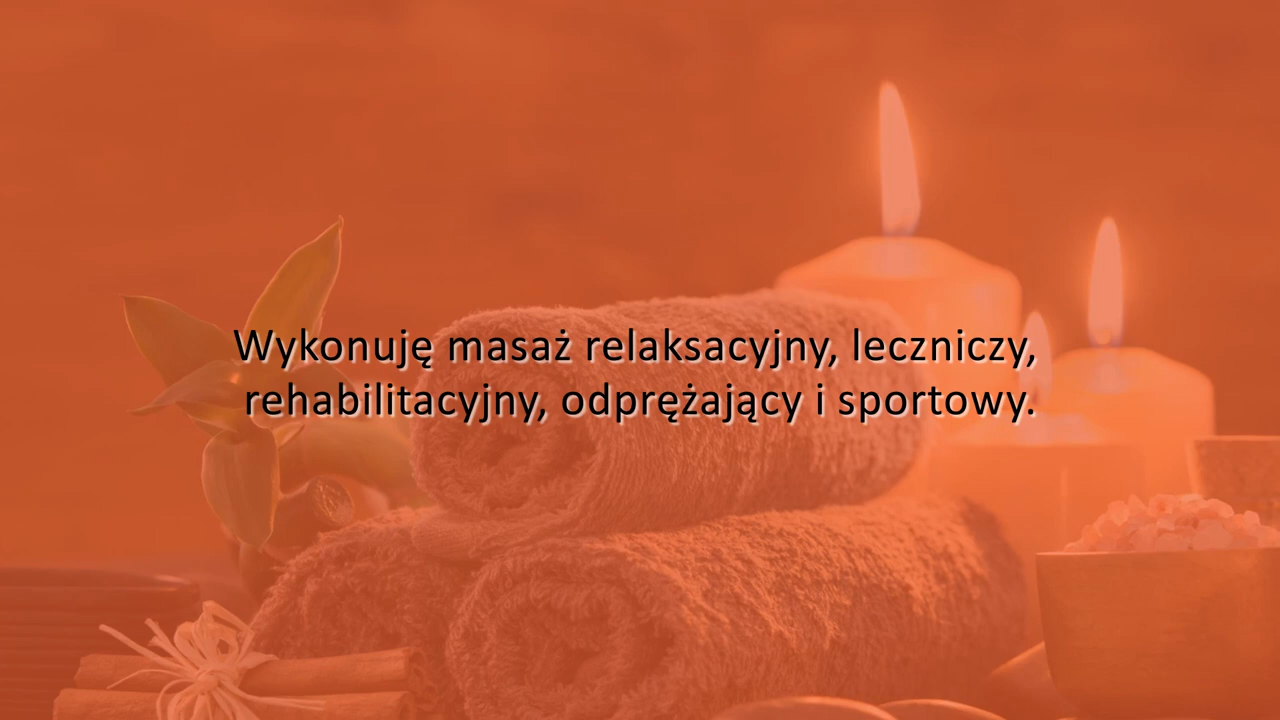 Wykonuję masaż relaksacyjny, leczniczy,
rehabilitacyjny, odprężający i sportowy.